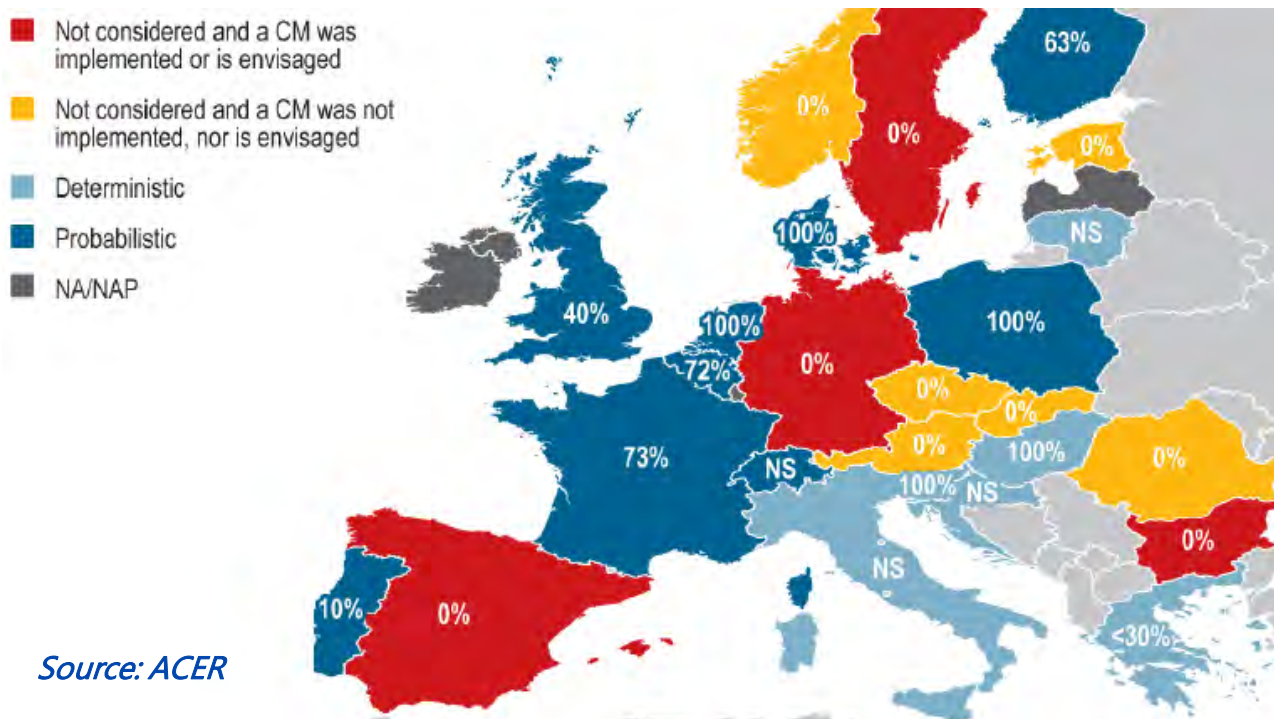 Not considered and a CM was
implemented or is envisaged
Not considered and a CM was not
implemented, nor is envisaged
Deterministic
Probabilistic
NA/NAP
63%
0%
0%
0%
NS
100%
40%
100%
100%
72%
0%
0%
0%
73%
NS
0%
100%
0%
100%
NS
0%
NS
10%
0%
<30%
Source: ACER